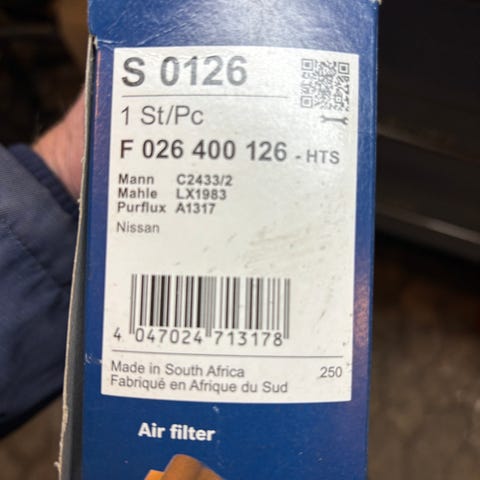 S 0126
1 St/Pc
F 026 400 126 - HTS
Mann C2433/2
Mahle LX1983
Purflux A1317
Nissan
4 047024 713178
Made in South Africa 250
Fabriqué en Afrique du Sud
Air filter